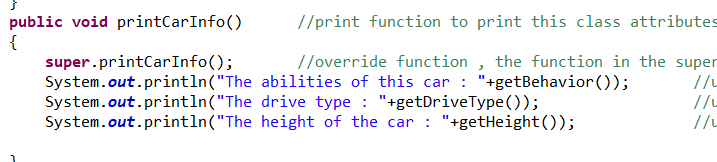 }
public void printCarInfo() //print function to print this class attributes
{
super.printCarInfo(); //override function , the function in the super
System.out.println("The abilities of this car : "+getBehavior()); //u
System.out.println("The drive type : "+getDriveType()); //u
System.out.println("The height of the car : "+getHeight()); //u
}